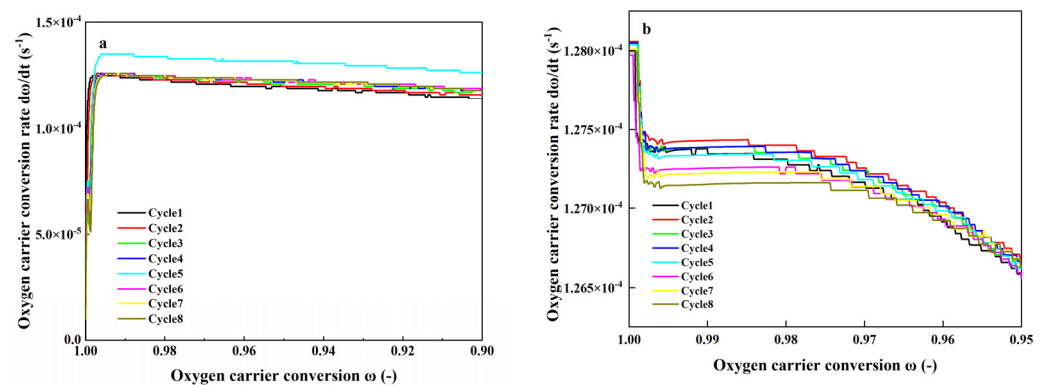 a
Oxygen carrier conversion rate dω/dt (s⁻¹)
1.5×10⁻⁴
1.0×10⁻⁴
5.0×10⁻⁵
0.0
Cycle1
Cycle2
Cycle3
Cycle4
Cycle5
Cycle6
Cycle7
Cycle8
1.00 0.98 0.96 0.94 0.92 0.90
Oxygen carrier conversion ω (-)
b
Oxygen carrier conversion rate dω/dt (s⁻¹)
1.280×10⁻⁴
1.275×10⁻⁴
1.270×10⁻⁴
1.265×10⁻⁴
Cycle1
Cycle2
Cycle3
Cycle4
Cycle5
Cycle6
Cycle7
Cycle8
1.00 0.99 0.98 0.97 0.96 0.95
Oxygen carrier conversion ω (-)